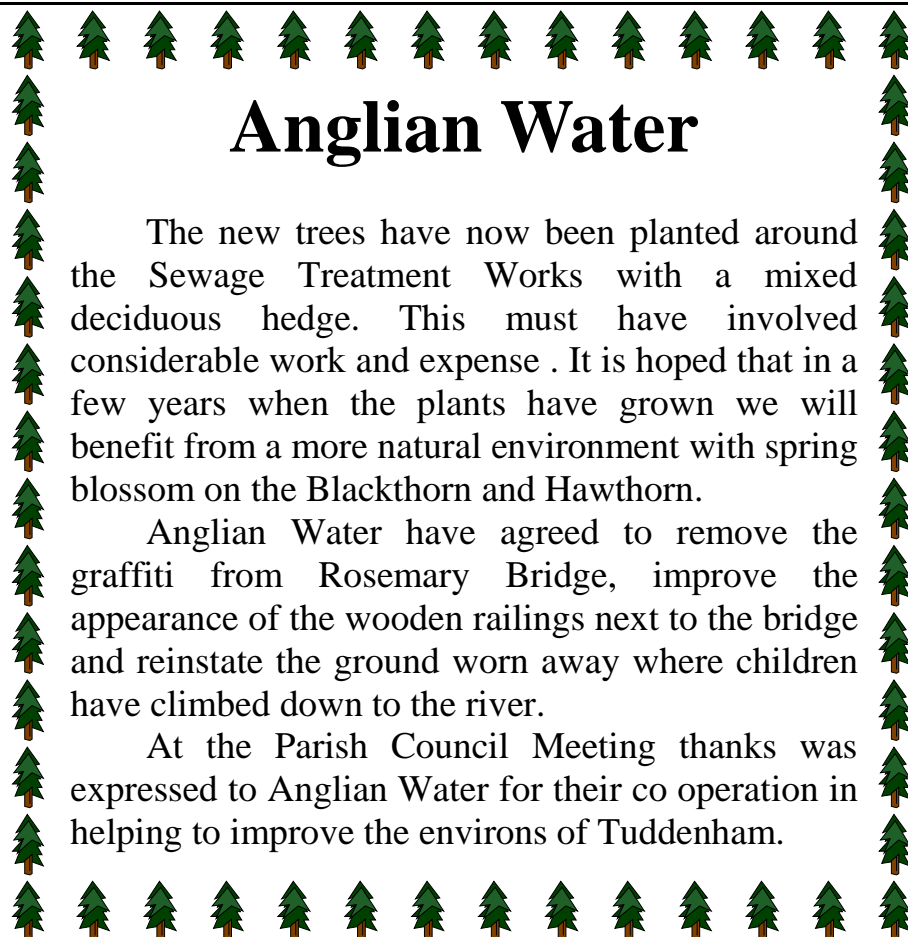 Anglian Water
The new trees have now been planted around
the Sewage Treatment Works with a mixed
deciduous hedge. This must have involved
considerable work and expense . It is hoped that in a
few years when the plants have grown we will
benefit from a more natural environment with spring
blossom on the Blackthorn and Hawthorn.
Anglian Water have agreed to remove the
graffiti from Rosemary Bridge, improve the
appearance of the wooden railings next to the bridge
and reinstate the ground worn away where children
have climbed down to the river.
At the Parish Council Meeting thanks was
expressed to Anglian Water for their co operation in
helping to improve the environs of Tuddenham.